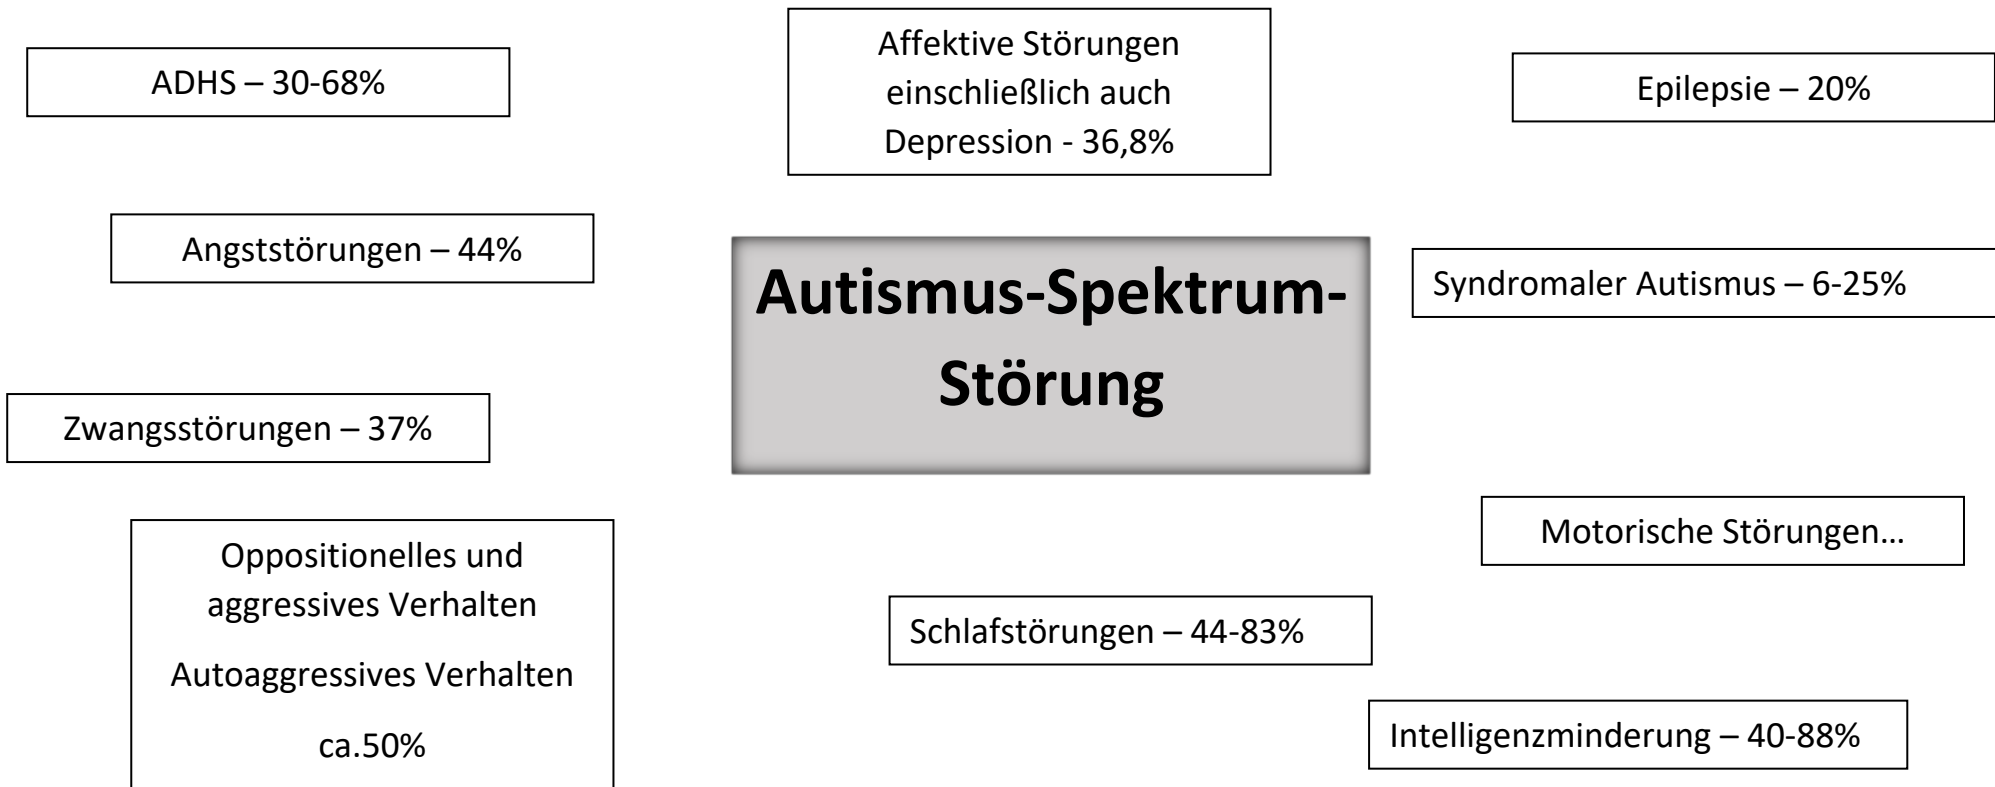 ADHS – 30-68%
Affektive Störungen
einschließlich auch
Depression - 36,8%
Epilepsie – 20%
Angststörungen – 44%
Autismus-Spektrum-
Störung
Syndromaler Autismus – 6-25%
Zwangsstörungen – 37%
Oppositionelles und
aggressives Verhalten
Autoaggressives Verhalten
ca.50%
Motorische Störungen…
Schlafstörungen – 44-83%
Intelligenzminderung – 40-88%